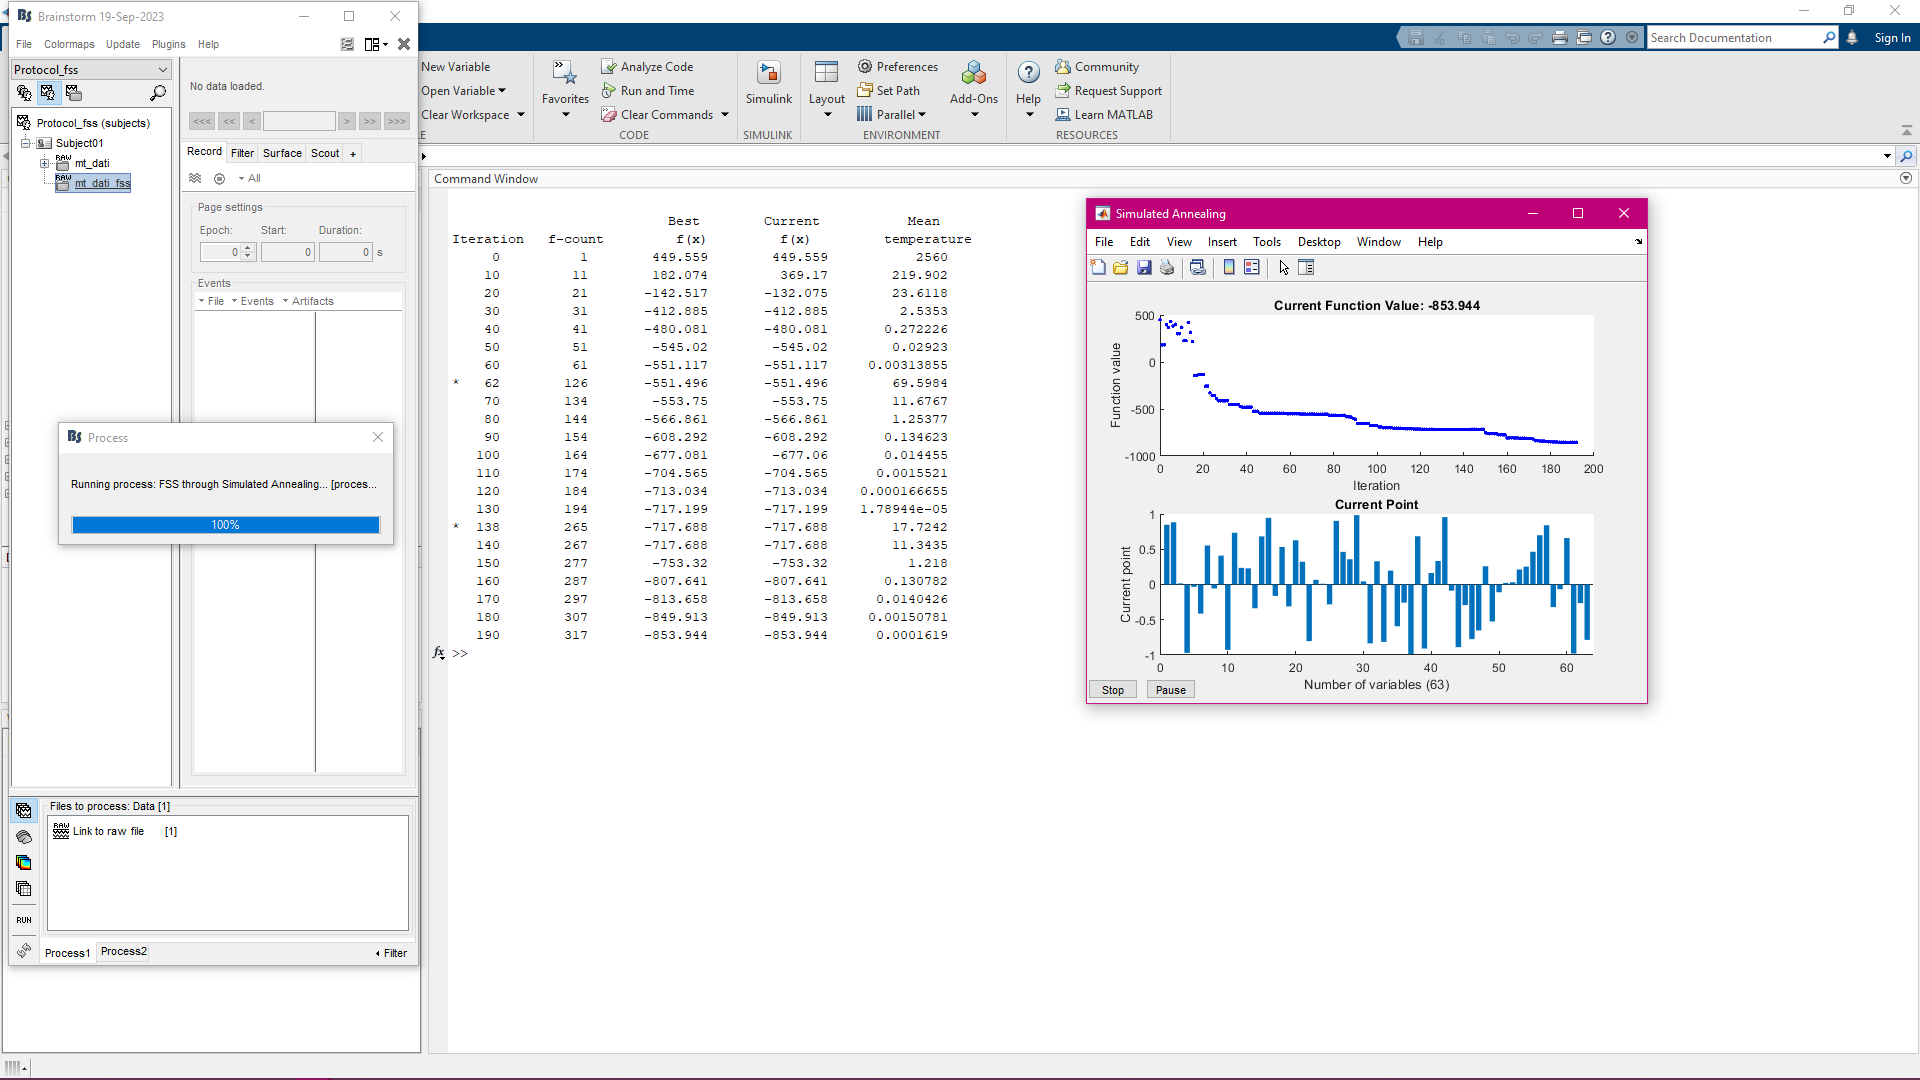 Brainstorm 19-Sep-2023
File Colormaps Update Plugins Help
Protocol_fss
Protocol_fss (subjects)
Subject01
mt_dati
mt_dati_fss
No data loaded.
<<< << < > >> >>>
Record Filter Surface Scout +
All
Page settings
Epoch: Start: Duration:
0 0 0 s
Events
File Events Artifacts
Process
Running process: FSS through Simulated Annealing... [proces...
100%
Files to process: Data [1]
Link to raw file [1]
RUN
Process1 Process2 Filter
Search Documentation Sign In
New Variable
Open Variable
Clear Workspace
Favorites
Analyze Code
Run and Time
Clear Commands
CODE
Simulink
SIMULINK
Layout
Preferences
Set Path
Parallel
Add-Ons
ENVIRONMENT
Help
Community
Request Support
Learn MATLAB
RESOURCES
Command Window
Best Current Mean
Iteration f-count f(x) f(x) temperature
0 1 449.559 449.559 2560
10 11 182.074 369.17 219.902
20 21 -142.517 -132.075 23.6118
30 31 -412.885 -412.885 2.5353
40 41 -480.081 -480.081 0.272226
50 51 -545.02 -545.02 0.02923
60 61 -551.117 -551.117 0.00313855
* 62 126 -551.496 -551.496 69.5984
70 134 -553.75 -553.75 11.6767
80 144 -566.861 -566.861 1.25377
90 154 -608.292 -608.292 0.134623
100 164 -677.081 -677.06 0.014455
110 174 -704.565 -704.565 0.0015521
120 184 -713.034 -713.034 0.000166655
130 194 -717.199 -717.199 1.78944e-05
* 138 265 -717.688 -717.688 17.7242
140 267 -717.688 -717.688 11.3435
150 277 -753.32 -753.32 1.218
160 287 -807.641 -807.641 0.130782
170 297 -813.658 -813.658 0.0140426
180 307 -849.913 -849.913 0.00150781
190 317 -853.944 -853.944 0.0001619
fx >>
Simulated Annealing
File Edit View Insert Tools Desktop Window Help
Current Function Value: -853.944
Function value
500
0
-500
-1000
0 20 40 60 80 100 120 140 160 180 200
Iteration
Current Point
Current point
1
0.5
0
-0.5
-1
0 10 20 30 40 50 60
Number of variables (63)
Stop Pause